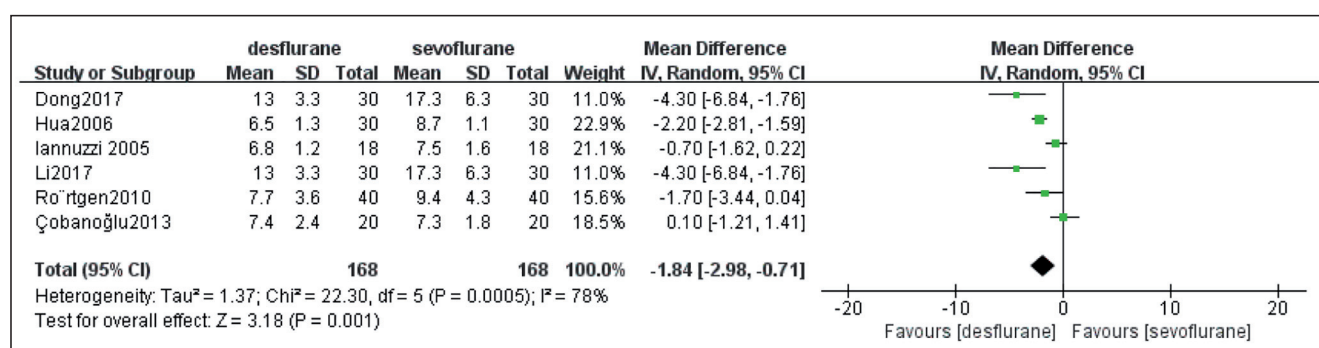 desflurane sevoflurane Mean Difference Mean Difference
Study or Subgroup Mean SD Total Mean SD Total Weight IV, Random, 95% CI IV, Random, 95% CI
Dong2017 13 3.3 30 17.3 6.3 30 11.0% -4.30 [-6.84, -1.76]
Hua2006 6.5 1.3 30 8.7 1.1 30 22.9% -2.20 [-2.81, -1.59]
Iannuzzi 2005 6.8 1.2 18 7.5 1.6 18 21.1% -0.70 [-1.62, 0.22]
Li2017 13 3.3 30 17.3 6.3 30 11.0% -4.30 [-6.84, -1.76]
Ro¨rtgen2010 7.7 3.6 40 9.4 4.3 40 15.6% -1.70 [-3.44, 0.04]
Çobanoğlu2013 7.4 2.4 20 7.3 1.8 20 18.5% 0.10 [-1.21, 1.41]
Total (95% CI) 168 168 100.0% -1.84 [-2.98, -0.71]
Heterogeneity: Tau² = 1.37; Chi² = 22.30, df = 5 (P = 0.0005); I² = 78%
Test for overall effect: Z = 3.18 (P = 0.001)
-20 -10 0 10 20
Favours [desflurane] Favours [sevoflurane]